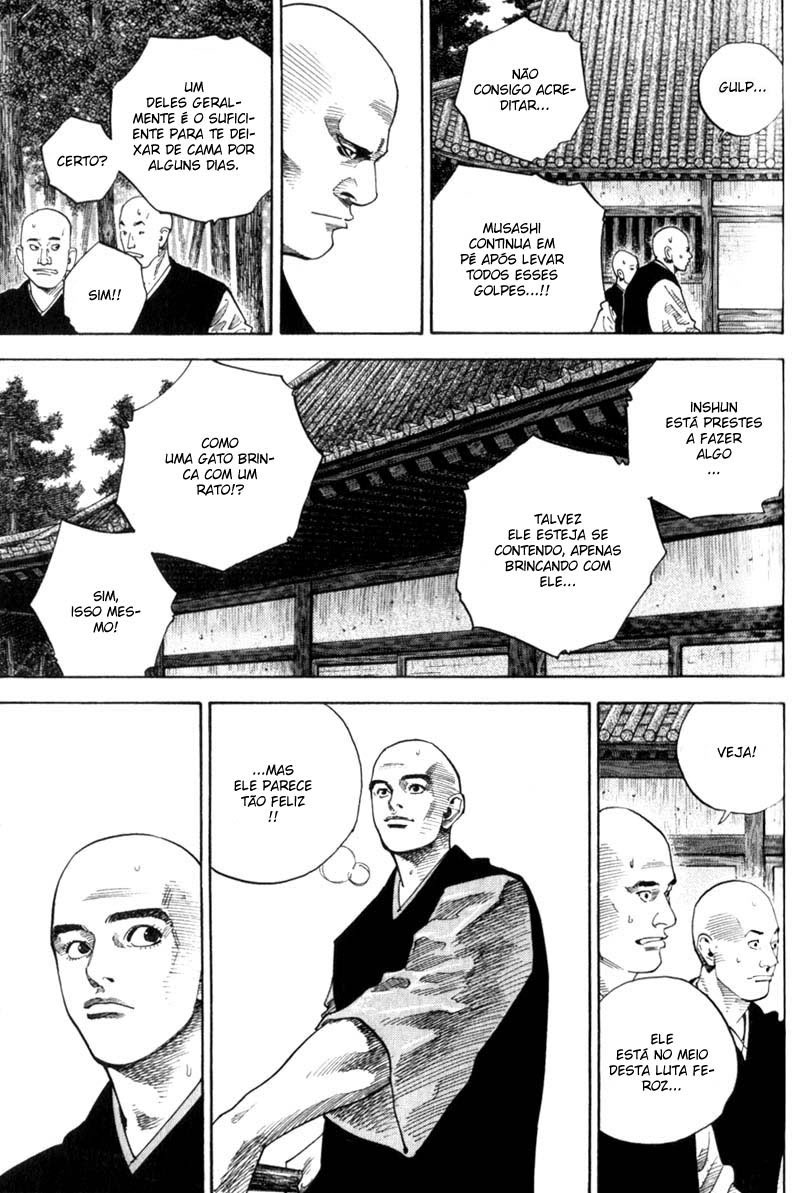 GULP...
NÃO
CONSIGO ACRE-
DITAR...
MUSASHI
CONTINUA EM
PÉ APÓS LEVAR
TODOS ESSES
GOLPES...!!
UM
DELES GERAL-
MENTE É O SUFICI-
ENTE PARA TE DEI-
XAR DE CAMA POR
ALGUNS DIAS.
CERTO?
SIM!!
INSHUN
ESTÁ PRESTES
A FAZER
ALGO
...
TALVEZ
ELE ESTEJA SE
CONTENDO, APENAS
BRINCANDO COM
ELE...
COMO
UMA GATO BRIN-
CA COM UM
RATO!?
SIM,
ISSO MES-
MO!
VEJA!
ELE
ESTÁ NO MEIO
DESTA LUTA FE-
ROZ...
...MAS
ELE PARECE
TÃO FELIZ
!!